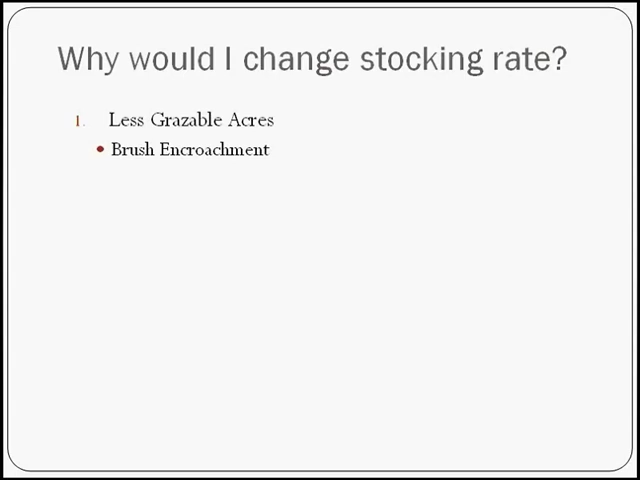 Why would I change stocking rate?
1. Less Grazable Acres
• Brush Encroachment